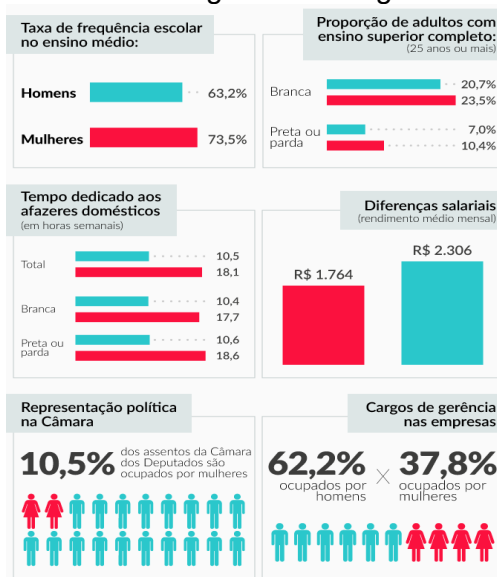 Taxa de frequência escolar
no ensino médio:
Homens 63,2%
Mulheres 73,5%
Proporção de adultos com
ensino superior completo:
(25 anos ou mais)
Branca 20,7%
23,5%
Preta ou
parda
7,0%
10,4%
Tempo dedicado aos
afazeres domésticos
(em horas semanais)
Total 10,5
18,1
Branca 10,4
17,7
Preta ou
parda
10,6
18,6
Diferenças salariais
(rendimento médio mensal)
R$ 1.764
R$ 2.306
Representação política
na Câmara
10,5% dos assentos da Câmara
dos Deputados são
ocupados por mulheres
Cargos de gerência
nas empresas
62,2% × 37,8%
ocupados por
homens
ocupados por
mulheres